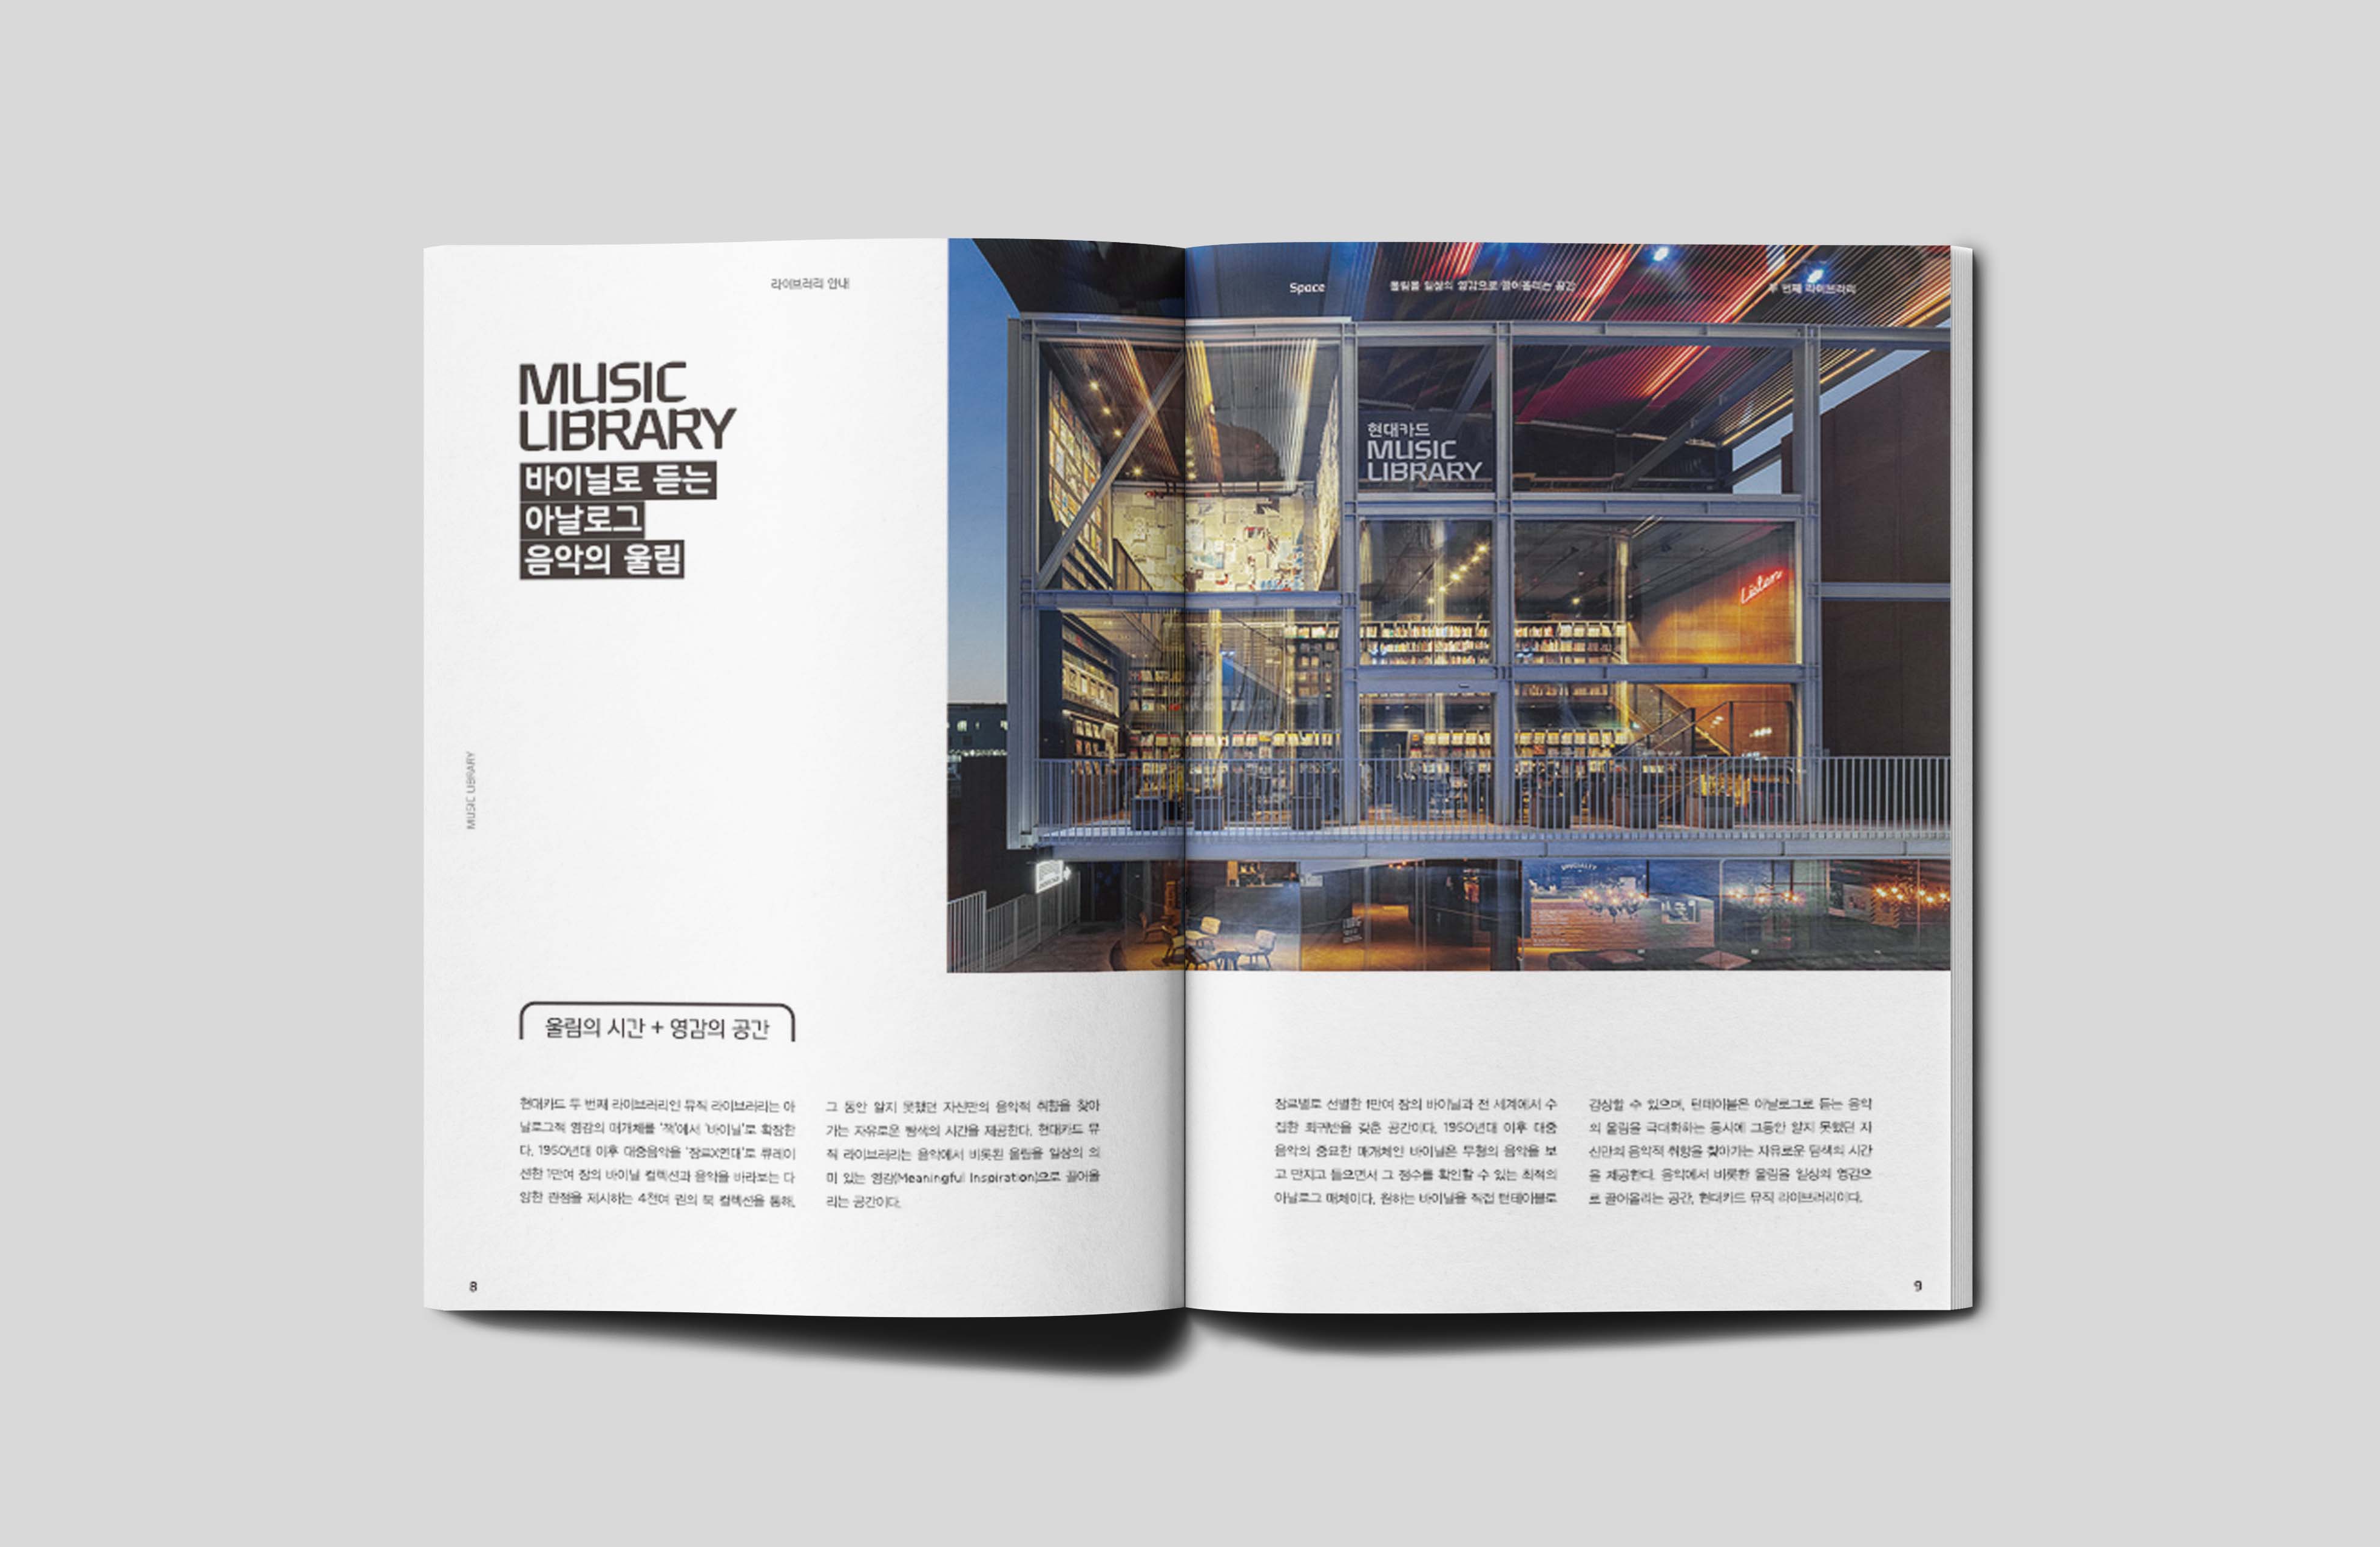 라이브러리 안내
MUSIC
LIBRARY
바이닐로 듣는
아날로그
음악의 울림
MUSIC LIBRARY
울림의 시간 + 영감의 공간
현대카드 두 번째 라이브러리인 뮤직 라이브러리는 아
날로그적 영감의 매개체를 '책'에서 '바이닐'로 확장한
다. 1950년대 이후 대중음악을 '장르X연대'로 큐레이
션한 1만여 장의 바이닐 컬렉션과 음악을 바라보는 다
양한 관점을 제시하는 4천여 권의 북 컬렉션을 통해,
그 동안 알지 못했던 자신만의 음악적 취향을 찾아
가는 자유로운 탐색의 시간을 제공한다. 현대카드 뮤
직 라이브러리는 음악에서 비롯된 울림을 일상의 의
미 있는 영감(Meaningful Inspiration)으로 끌어올
리는 공간이다.
8
Space
울림을 일상의 영감으로 끌어올리는 공간
두 번째 라이브러리
현대카드
MUSIC
LIBRARY
Listen
장르별로 선별한 1만여 장의 바이닐과 전 세계에서 수
집한 희귀반을 갖춘 공간이다. 1950년대 이후 대중
음악의 중요한 매개체인 바이닐은 무형의 음악을 보
고 만지고 들으면서 그 정수를 확인할 수 있는 최적의
아날로그 매체이다. 원하는 바이닐을 직접 턴테이블로
감상할 수 있으며, 턴테이블은 아날로그로 듣는 음악
의 울림을 극대화하는 동시에 그동안 알지 못했던 자
신만의 음악적 취향을 찾아가는 자유로운 탐색의 시간
을 제공한다. 음악에서 비롯한 울림을 일상의 영감으
로 끌어올리는 공간, 현대카드 뮤직 라이브러리이다.
9